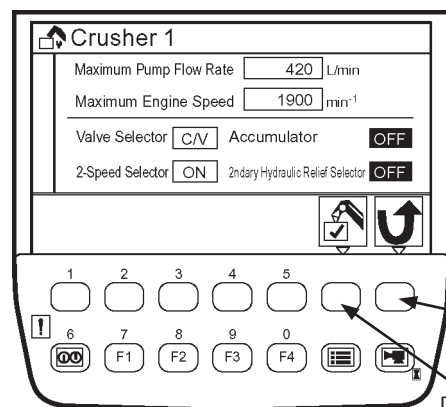 Crusher 1
Maximum Pump Flow Rate 420 L/min
Maximum Engine Speed 1900 min⁻¹
Valve Selector C/V Accumulator OFF
2-Speed Selector ON 2ndary Hydraulic Relief Selector OFF
1 2 3 4 5
6 7 8 9 0
F1 F2 F3 F4